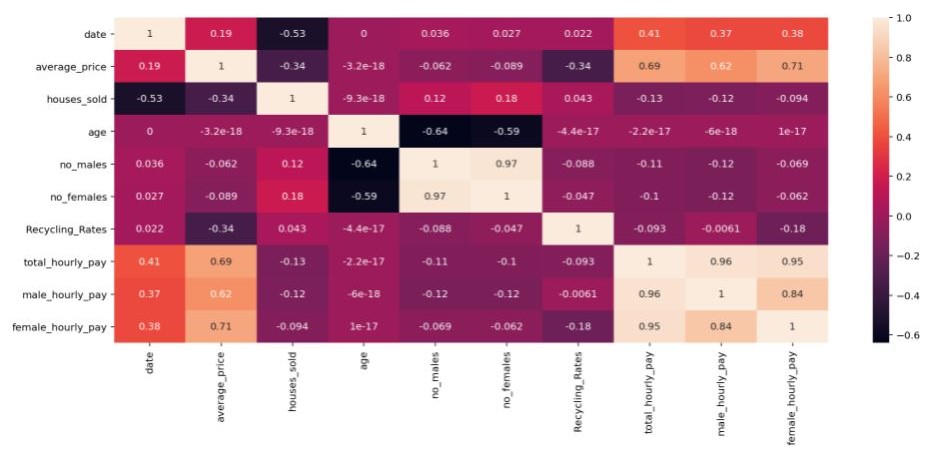 date 1 0.19 -0.53 0 0.036 0.027 0.022 0.41 0.37 0.38
average_price 0.19 1 -0.34 -3.2e-18 -0.062 -0.089 -0.34 0.69 0.62 0.71
houses_sold -0.53 -0.34 1 -9.3e-18 0.12 0.18 0.043 -0.13 -0.12 -0.094
age 0 -3.2e-18 -9.3e-18 1 -0.64 -0.59 -4.4e-17 -2.2e-17 -6e-18 1e-17
no_males 0.036 -0.062 0.12 -0.64 1 0.97 -0.088 -0.11 -0.12 -0.069
no_females 0.027 -0.089 0.18 -0.59 0.97 1 -0.047 -0.1 -0.12 -0.062
Recycling_Rates 0.022 -0.34 0.043 -4.4e-17 -0.088 -0.047 1 -0.093 -0.0061 -0.18
total_hourly_pay 0.41 0.69 -0.13 -2.2e-17 -0.11 -0.1 -0.093 1 0.96 0.95
male_hourly_pay 0.37 0.62 -0.12 -6e-18 -0.12 -0.12 -0.0061 0.96 1 0.84
female_hourly_pay 0.38 0.71 -0.094 1e-17 -0.069 -0.062 -0.18 0.95 0.84 1
date
average_price
houses_sold
age
no_males
no_females
Recycling_Rates
total_hourly_pay
male_hourly_pay
female_hourly_pay
1.0
0.8
0.6
0.4
0.2
0.0
-0.2
-0.4
-0.6